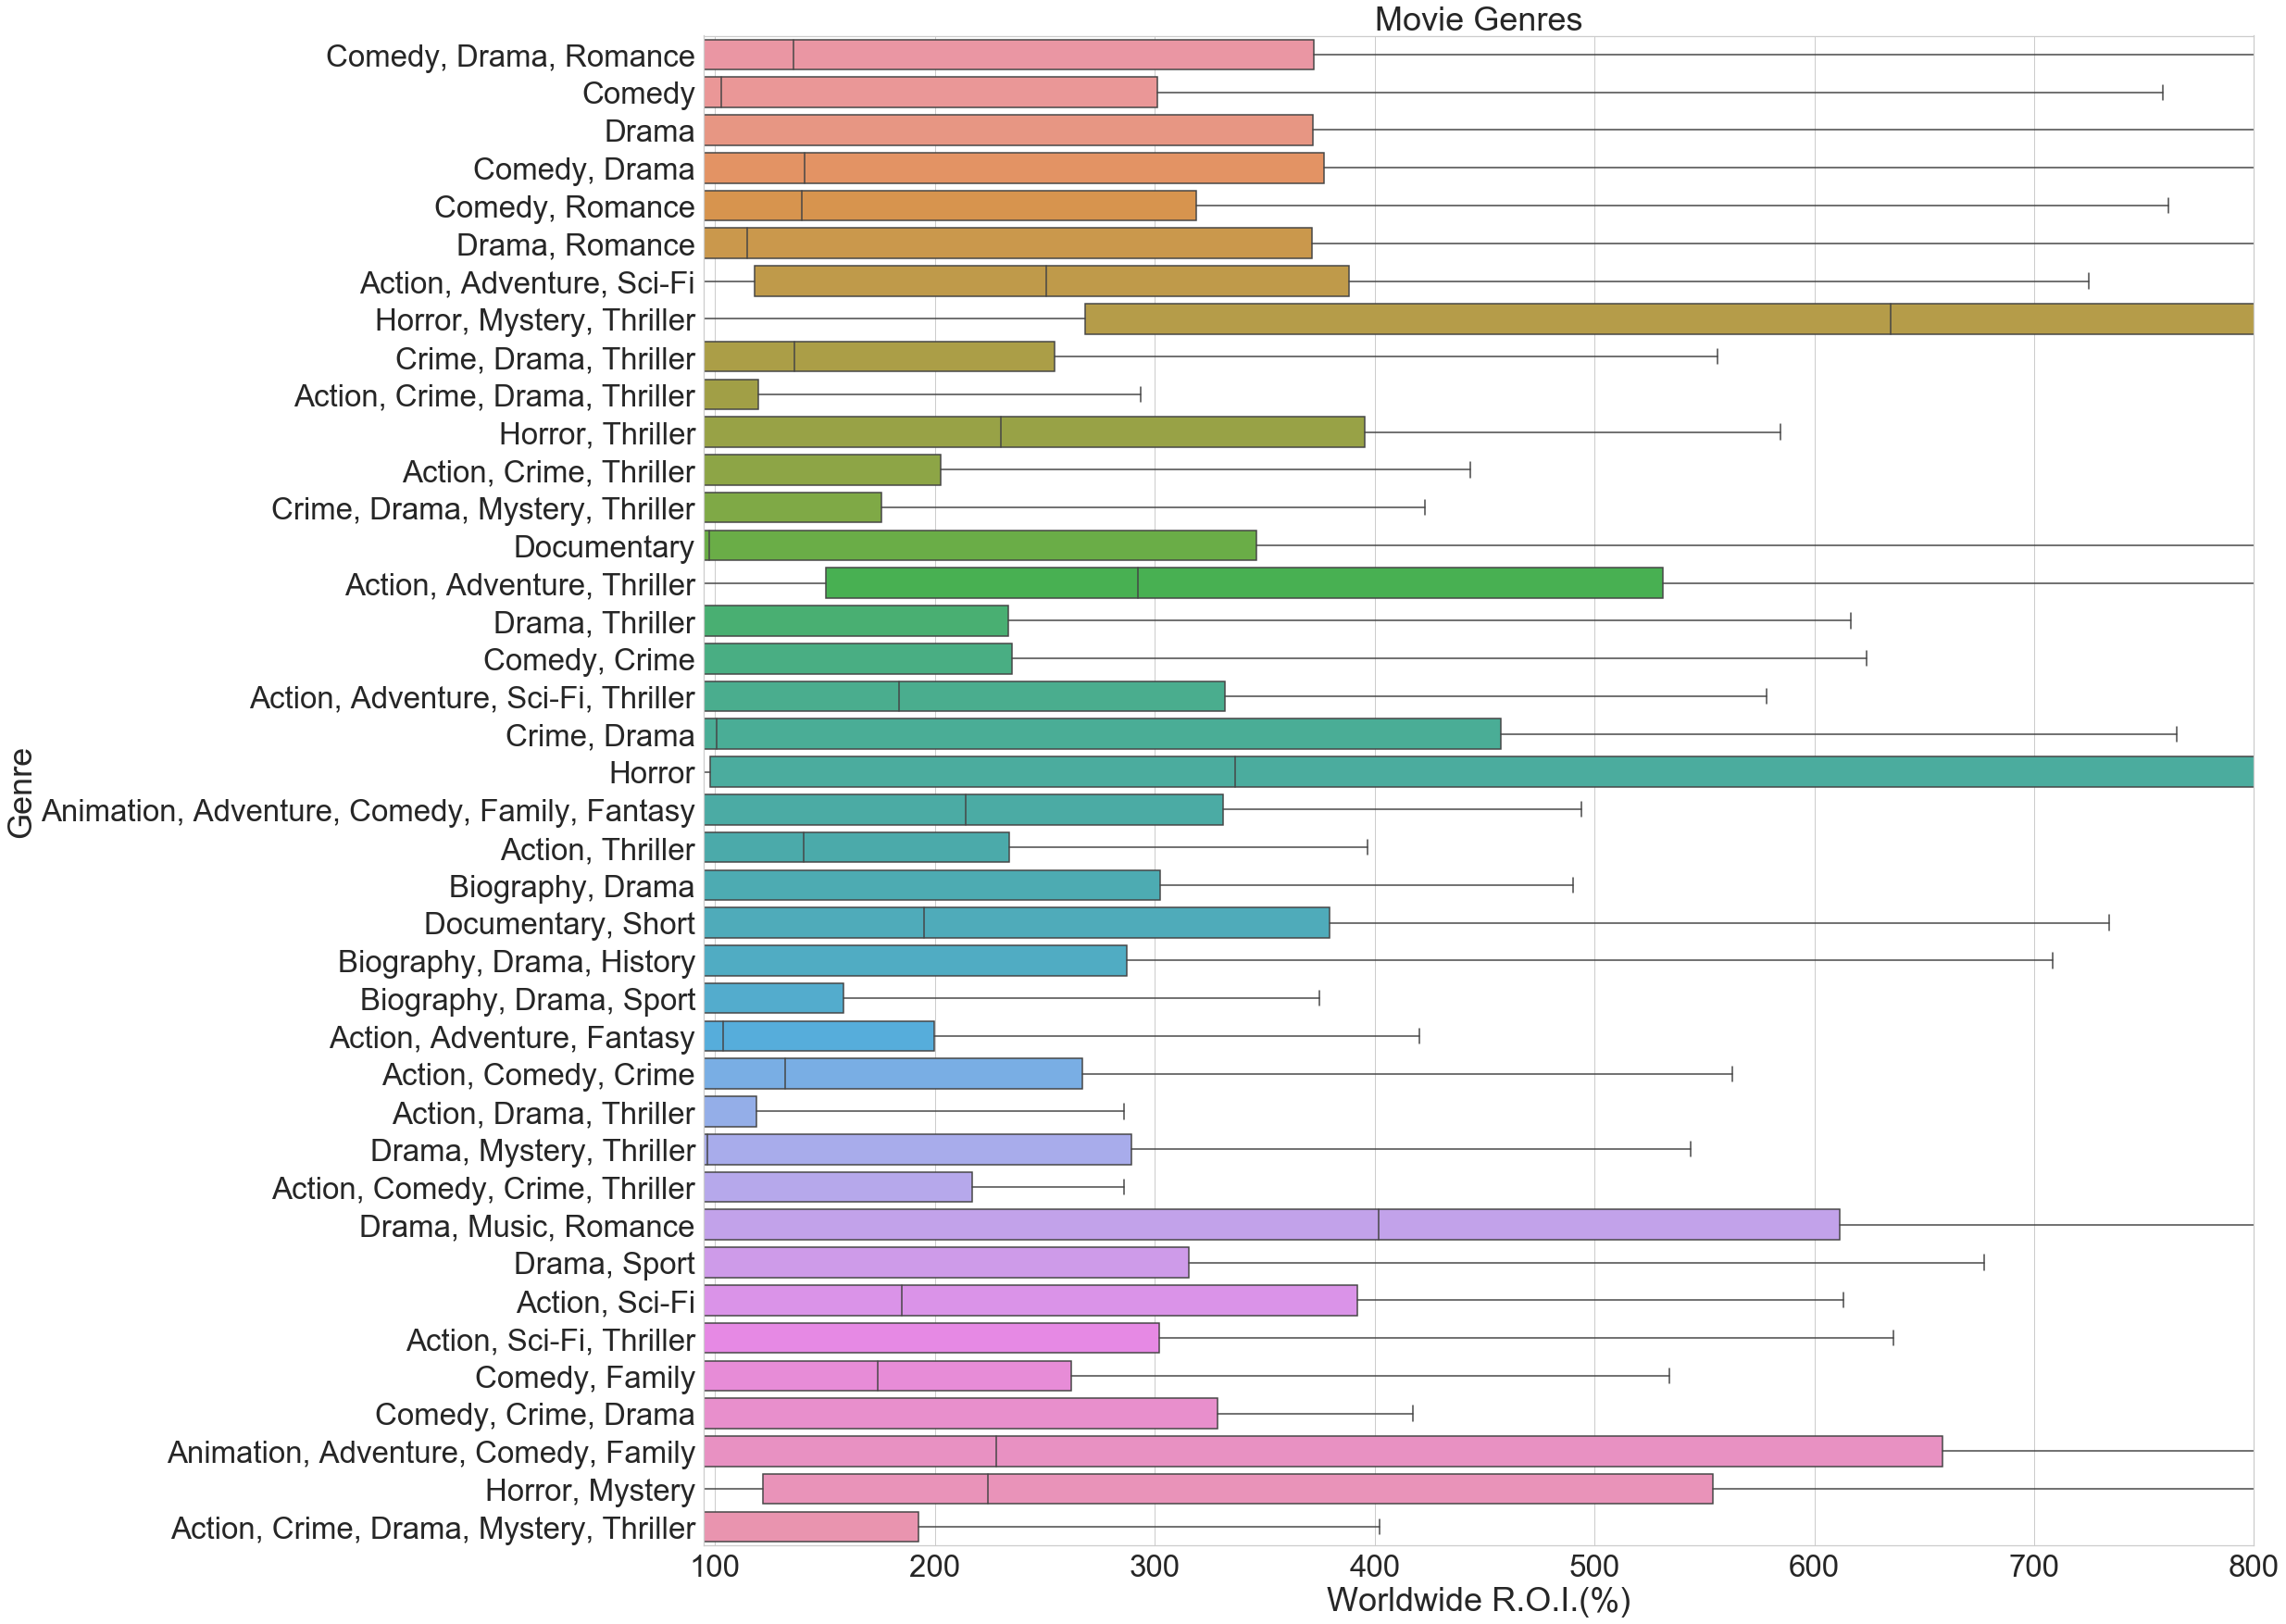 Movie Genres
Comedy, Drama, Romance
Comedy
Drama
Comedy, Drama
Comedy, Romance
Drama, Romance
Action, Adventure, Sci-Fi
Horror, Mystery, Thriller
Crime, Drama, Thriller
Action, Crime, Drama, Thriller
Horror, Thriller
Action, Crime, Thriller
Crime, Drama, Mystery, Thriller
Documentary
Action, Adventure, Thriller
Drama, Thriller
Comedy, Crime
Action, Adventure, Sci-Fi, Thriller
Crime, Drama
Horror
Animation, Adventure, Comedy, Family, Fantasy
Action, Thriller
Biography, Drama
Documentary, Short
Biography, Drama, History
Biography, Drama, Sport
Action, Adventure, Fantasy
Action, Comedy, Crime
Action, Drama, Thriller
Drama, Mystery, Thriller
Action, Comedy, Crime, Thriller
Drama, Music, Romance
Drama, Sport
Action, Sci-Fi
Action, Sci-Fi, Thriller
Comedy, Family
Comedy, Crime, Drama
Animation, Adventure, Comedy, Family
Horror, Mystery
Action, Crime, Drama, Mystery, Thriller
Genre
100 200 300 400 500 600 700 800
Worldwide R.O.I.(%)